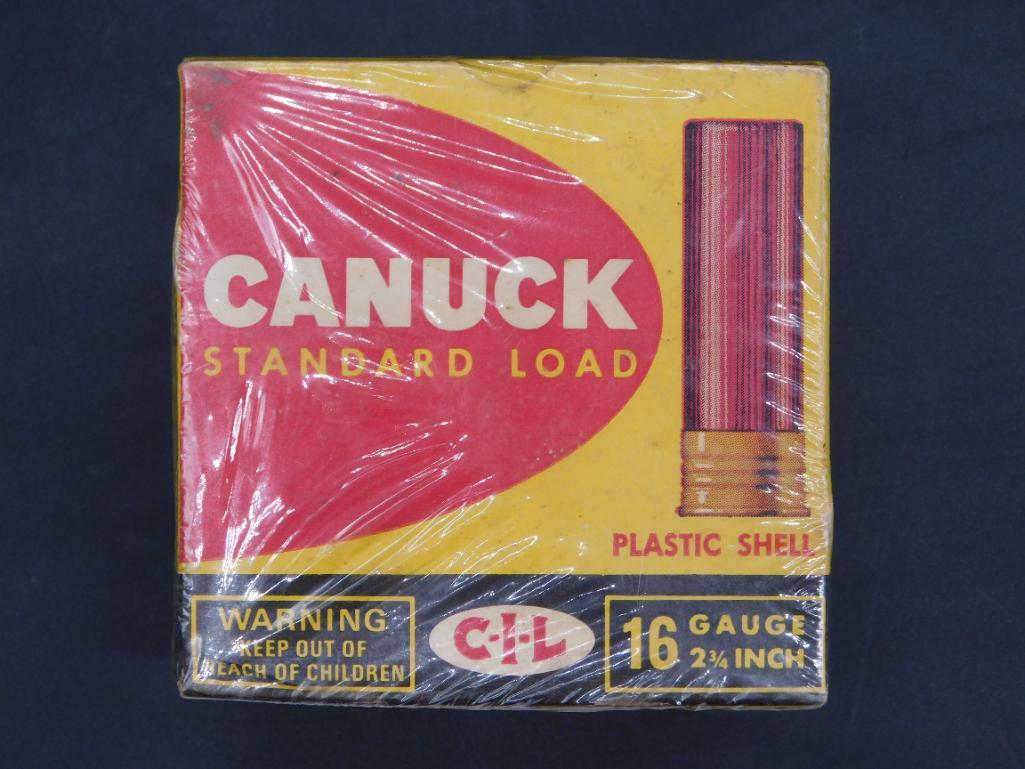 CANUCK
STANDARD LOAD
PLASTIC SHELL
WARNING
KEEP OUT OF
REACH OF CHILDREN
C-I-L
16 GAUGE
2¾ INCH